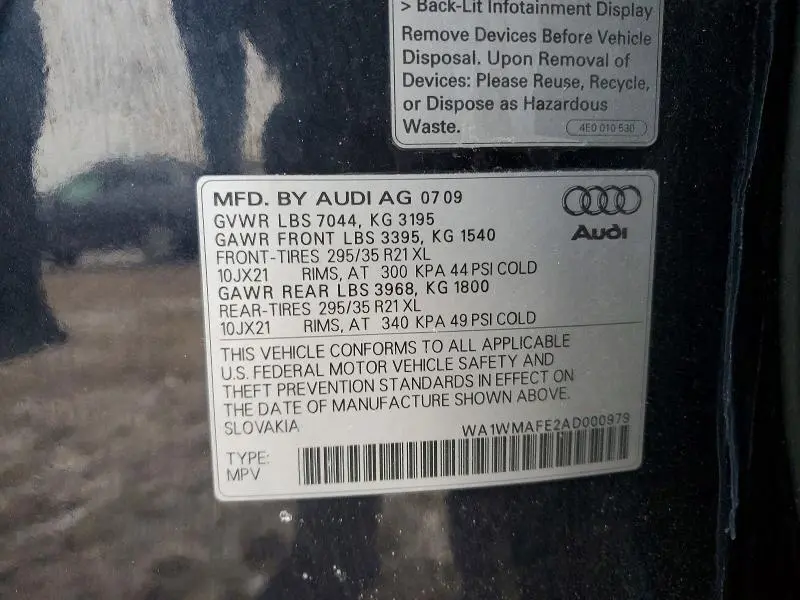 > Back-Lit Infotainment Display
Remove Devices Before Vehicle
Disposal. Upon Removal of
Devices: Please Reuse, Recycle,
or Dispose as Hazardous
Waste.
4E0 010 530
MFD. BY AUDI AG 07 09
GVWR LBS 7044, KG 3195
GAWR FRONT LBS 3395, KG 1540
FRONT-TIRES 295/35 R21 XL
10JX21 RIMS, AT 300 KPA 44 PSI COLD
GAWR REAR LBS 3968, KG 1800
REAR-TIRES 295/35 R21 XL
10JX21 RIMS, AT 340 KPA 49 PSI COLD
Audi
THIS VEHICLE CONFORMS TO ALL APPLICABLE
U.S. FEDERAL MOTOR VEHICLE SAFETY AND
THEFT PREVENTION STANDARDS IN EFFECT ON
THE DATE OF MANUFACTURE SHOWN ABOVE.
SLOVAKIA
WA1WMAFE2AD000979
TYPE:
MPV